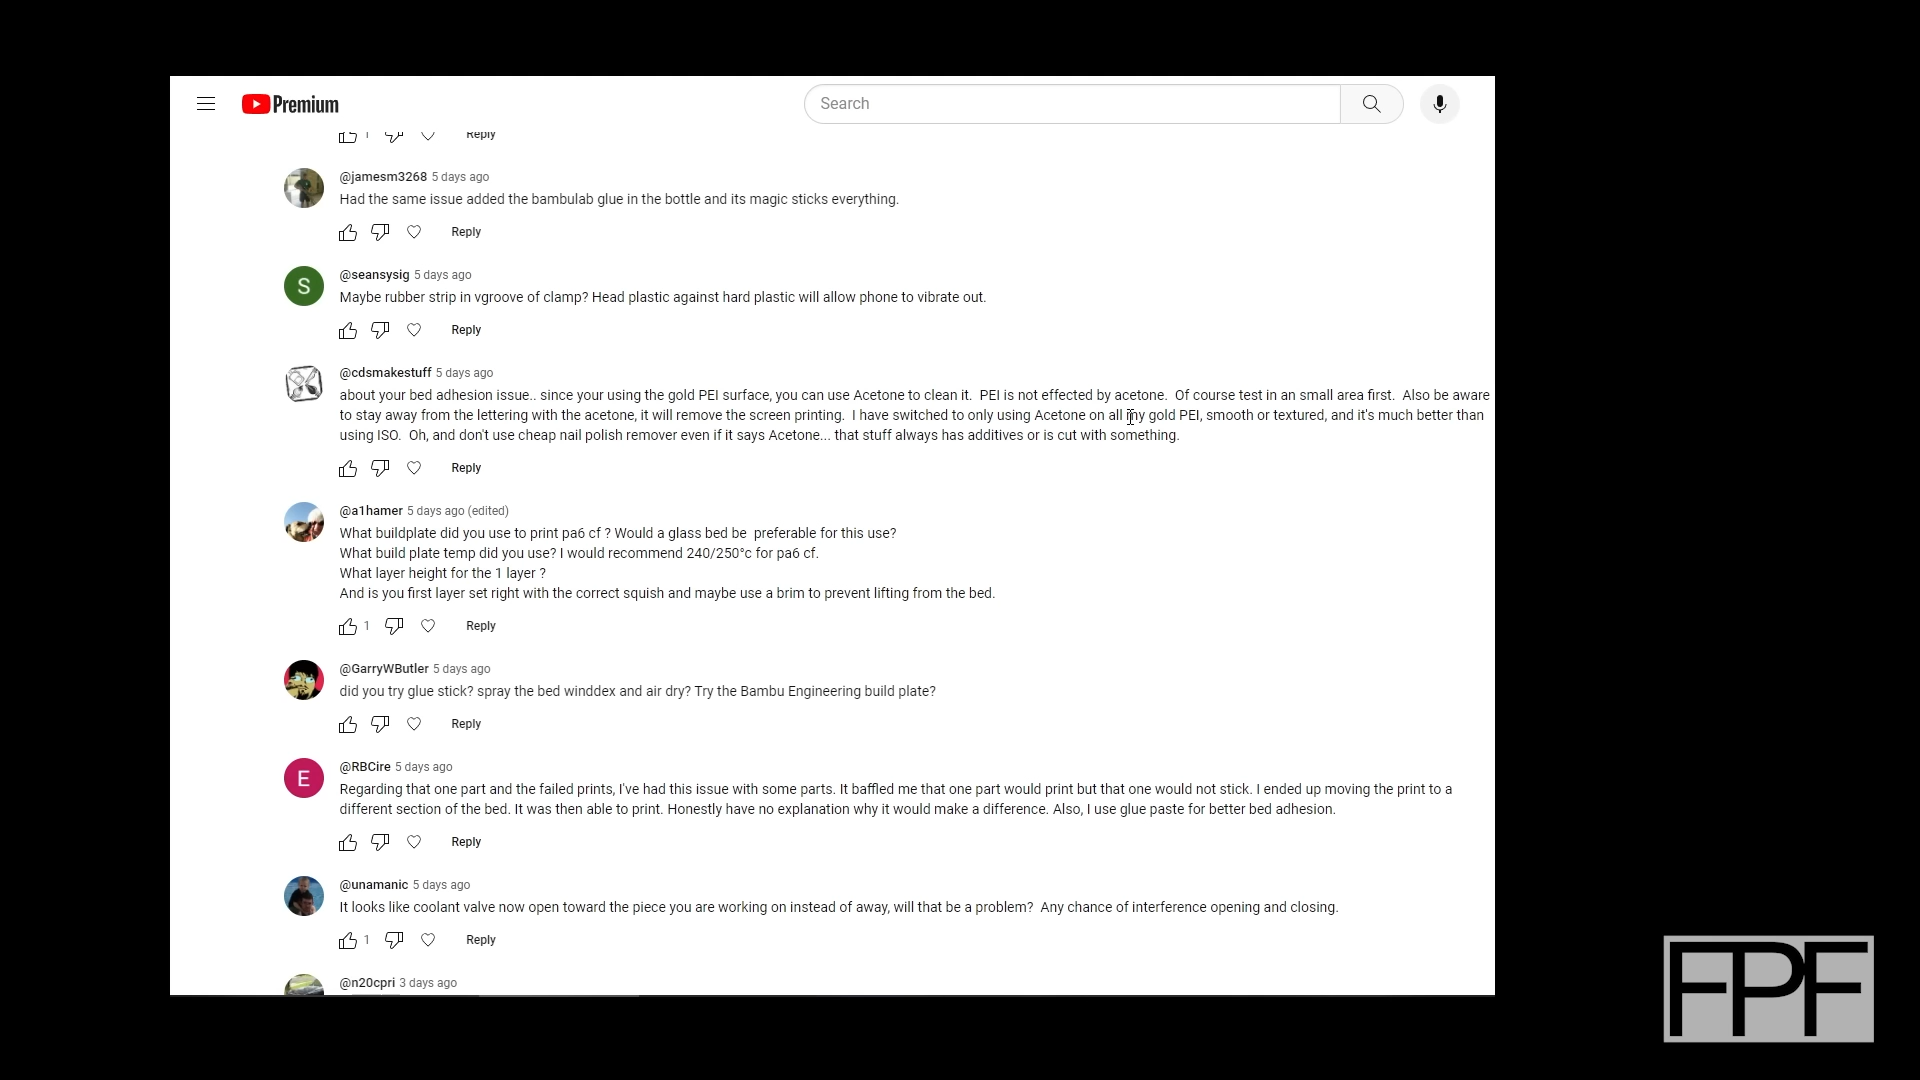 Premium
Search
1 Reply
@jamesm3268 5 days ago
Had the same issue added the bambulab glue in the bottle and its magic sticks everything.
Reply
S
@seansysig 5 days ago
Maybe rubber strip in vgroove of clamp? Head plastic against hard plastic will allow phone to vibrate out.
Reply
@cdsmakestuff 5 days ago
about your bed adhesion issue.. since your using the gold PEI surface, you can use Acetone to clean it.  PEI is not effected by acetone.  Of course test in an small area first.  Also be aware
to stay away from the lettering with the acetone, it will remove the screen printing.  I have switched to only using Acetone on all my gold PEI, smooth or textured, and it's much better than
using ISO.  Oh, and don't use cheap nail polish remover even if it says Acetone... that stuff always has additives or is cut with something.
Reply
@a1hamer 5 days ago (edited)
What buildplate did you use to print pa6 cf ? Would a glass bed be  preferable for this use?
What build plate temp did you use? I would recommend 240/250°c for pa6 cf.
What layer height for the 1 layer ?
And is you first layer set right with the correct squish and maybe use a brim to prevent lifting from the bed.
1 Reply
@GarryWButler 5 days ago
did you try glue stick? spray the bed winddex and air dry? Try the Bambu Engineering build plate?
Reply
E
@RBCire 5 days ago
Regarding that one part and the failed prints, I've had this issue with some parts. It baffled me that one part would print but that one would not stick. I ended up moving the print to a
different section of the bed. It was then able to print. Honestly have no explanation why it would make a difference. Also, I use glue paste for better bed adhesion.
Reply
@unamanic 5 days ago
It looks like coolant valve now open toward the piece you are working on instead of away, will that be a problem?  Any chance of interference opening and closing.
1 Reply
@n20cpri 3 days ago
FPF